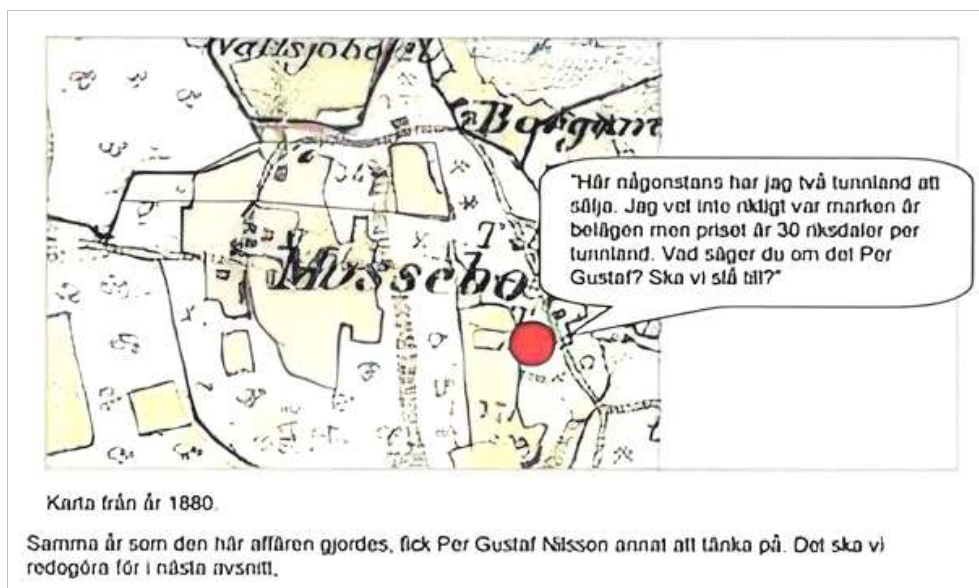 Mosscbo
"Här någonstans har jag två tunnland att
sälja. Jag vet inte riktigt var marken är
belägen men priset är 30 riksdaler per
tunnland. Vad säger du om det Per
Gustaf? Ska vi slå till?"
Karta från år 1880.
Samma år som den här affären gjordes, fick Per Gustaf Nilsson annat att tänka på. Det ska vi
redogöra för i nästa avsnitt.